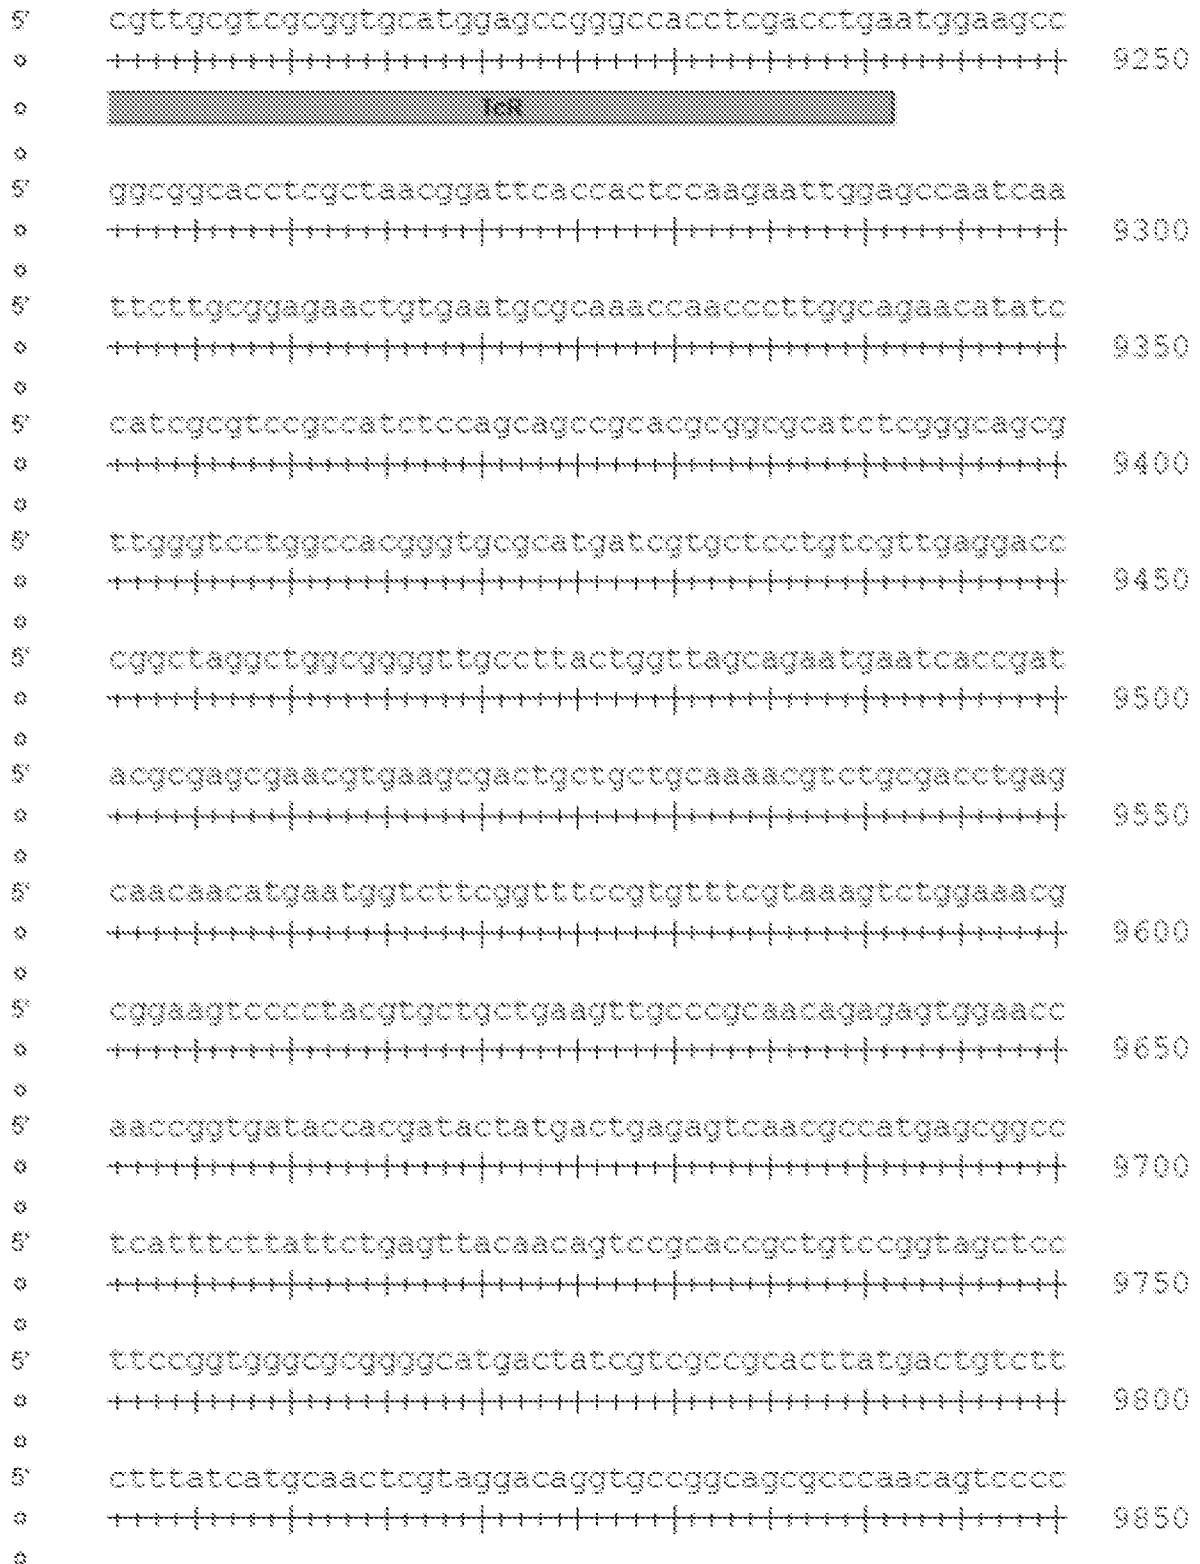 5' cgttgcgtcgcggtgcatggagccgggccacctcgacctgaatggaagcc
9250
TcR
5' ggcggcacctcgctaacggattcaccactccaagaattggagccaatcaa
9300
5' ttcttgcggagaactgtgaatgcgcaaaccaacccttggcagaacatatc
9350
5' catcgcgtccgccatctccagcagccgcacgcggcgcatctcgggcagcg
9400
5' ttgggtcctggccacgggtgcgcatgatcgtgctcctgtcgttgaggacc
9450
5' cggctaggctggcggggttgccttactggttagcagaatgaatcaccgat
9500
5' acgcgagcgaacgtgaagcgactgctgctgcaaaacgtctgcgacctgag
9550
5' caacaacatgaatggtcttcggtttccgtgtttcgtaaagtctggaaacg
9600
5' cggaagtcccctacgtgctgctgaagttgcccgcaacagagagtggaacc
9650
5' aaccggtgataccacgatactatgactgagagtcaacgccatgagcggcc
9700
5' tcatttcttattctgagttacaacagtccgcaccgctgtccggtagctcc
9750
5' ttccggtgggcgcggggcatgactatcgtcgccgcacttatgactgtctt
9800
5' ctttatcatgcaactcgtaggacaggtgccggcagcgcccaacagtcccc
9850